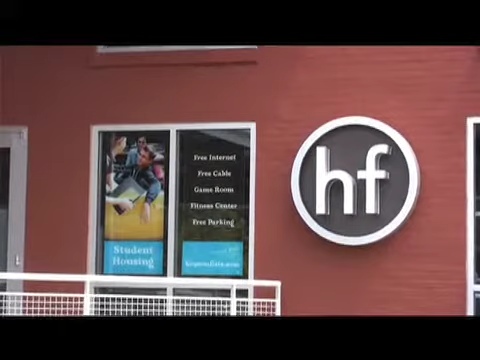 Free Internet
Free Cable
Game Room
Fitness Center
Free Parking
Student
Housing
hf